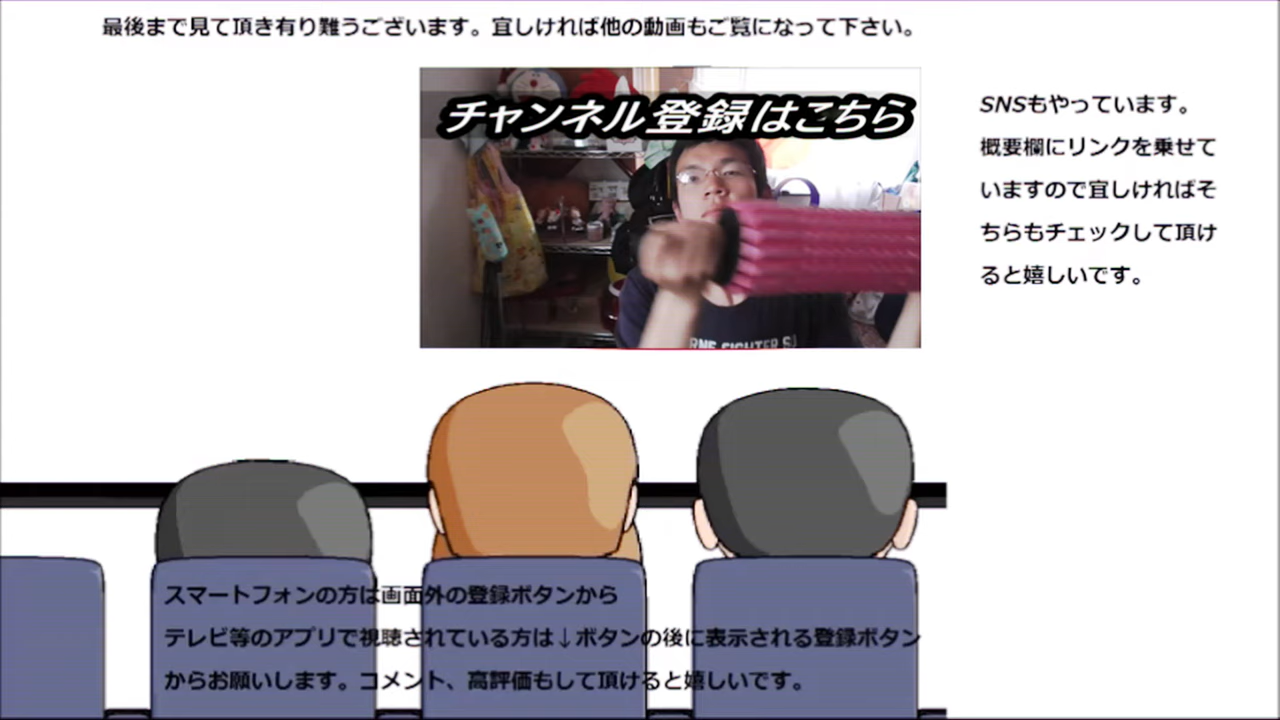 最後まで見て頂き有り難うございます。宜しければ他の動画もご覧になって下さい。
チャンネル登録はこちら
SNSもやっています。
概要欄にリンクを乗せて
いますので宜しければそ
ちらもチェックして頂け
ると嬉しいです。
スマートフォンの方は画面外の登録ボタンから
テレビ等のアプリで視聴されている方は↓ボタンの後に表示される登録ボタン
からお願いします。コメント、高評価もして頂けると嬉しいです。